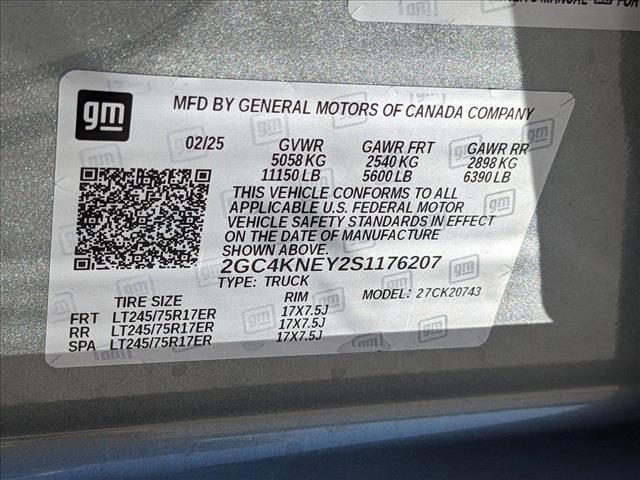 MANUAL
FOR
gm
MFD BY GENERAL MOTORS OF CANADA COMPANY
02/25 GVWR GAWR FRT GAWR RR
5058 KG 2540 KG 2898 KG
11150 LB 5600 LB 6390 LB
THIS VEHICLE CONFORMS TO ALL
APPLICABLE U.S. FEDERAL MOTOR
VEHICLE SAFETY STANDARDS IN EFFECT
ON THE DATE OF MANUFACTURE
SHOWN ABOVE.
2GC4KNEY2S1176207
TYPE: TRUCK MODEL: 27CK20743
TIRE SIZE RIM
FRT LT245/75R17ER 17X7.5J
RR LT245/75R17ER 17X7.5J
SPA LT245/75R17ER 17X7.5J